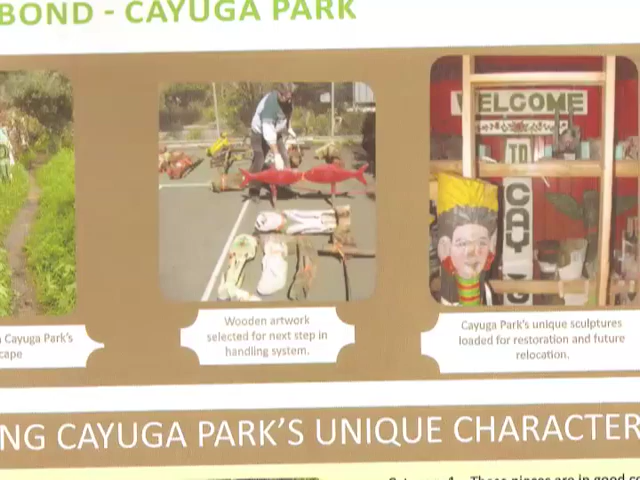 BOND - CAYUGA PARK
WELCOME
TO
CAY
Cayuga Park's
cape
Wooden artwork
selected for next step in
handling system.
Cayuga Park's unique sculptures
loaded for restoration and future
relocation.
NG CAYUGA PARK'S UNIQUE CHARACTER
These pieces are in good